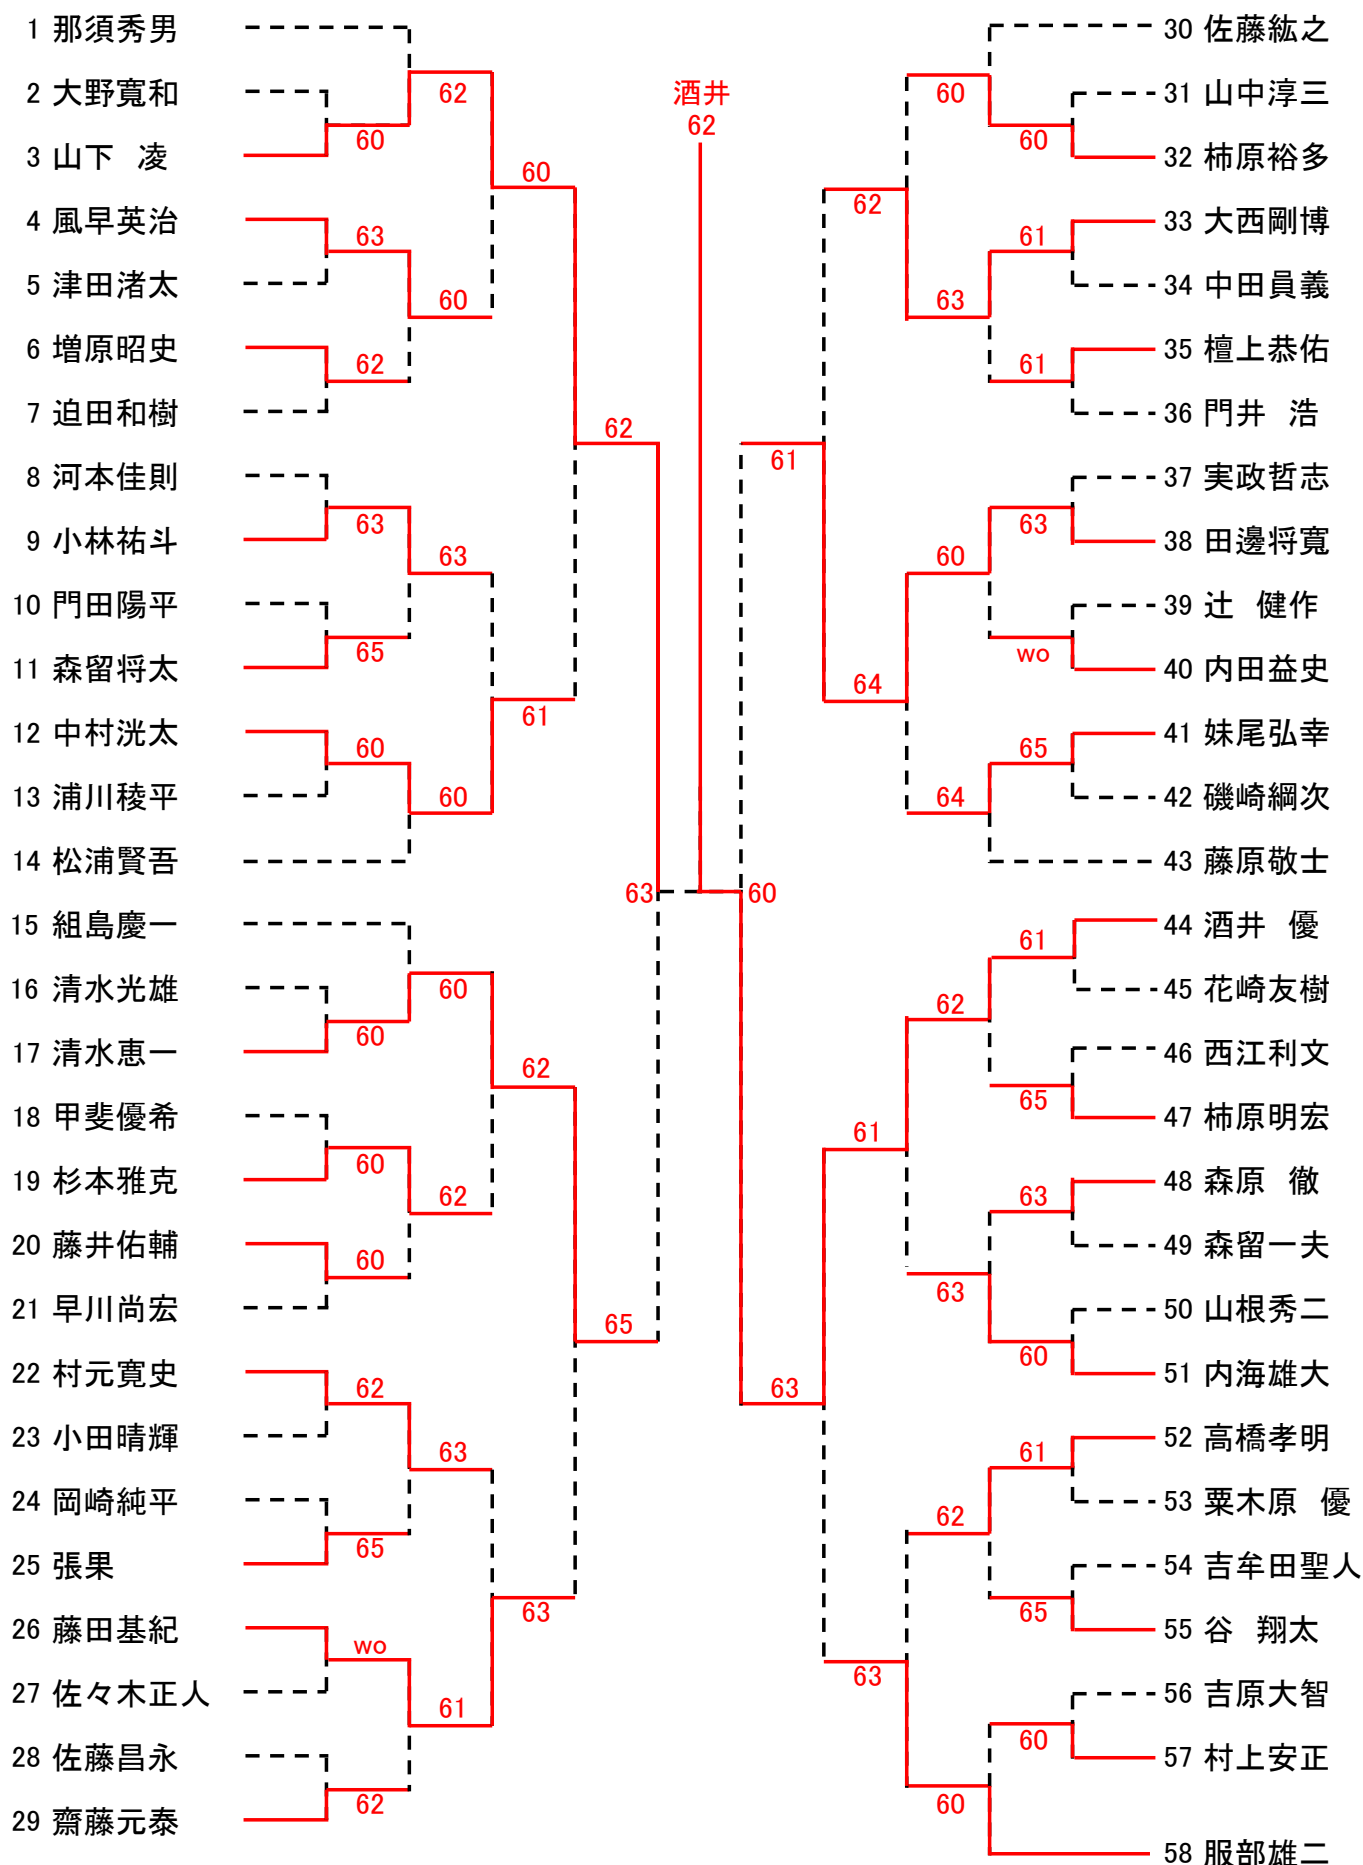 1 那須秀男
2 大野寛和
3 山下 凌
4 風早英治
5 津田渚太
6 増原昭史
7 迫田和樹
8 河本佳則
9 小林祐斗
10 門田陽平
11 森留将太
12 中村洸太
13 浦川稜平
14 松浦賢吾
15 組島慶一
16 清水光雄
17 清水恵一
18 甲斐優希
19 杉本雅克
20 藤井佑輔
21 早川尚宏
22 村元寛史
23 小田晴輝
24 岡崎純平
25 張果
26 藤田基紀
27 佐々木正人
28 佐藤昌永
29 齋藤元泰
60
63
62
63
65
60
60
60
60
62
65
wo
62
62
60
63
60
60
62
63
61
60
61
62
63
62
65
63
酒井
62
60
61
63
62
64
61
63
60
63
60
64
62
63
62
60
60
61
61
63
wo
65
61
65
63
60
61
65
60
30 佐藤紘之
31 山中淳三
32 柿原裕多
33 大西剛博
34 中田員義
35 檀上恭佑
36 門井 浩
37 実政哲志
38 田邊将寛
39 辻 健作
40 内田益史
41 妹尾弘幸
42 磯崎綱次
43 藤原敬士
44 酒井 優
45 花崎友樹
46 西江利文
47 柿原明宏
48 森原 徹
49 森留一夫
50 山根秀二
51 内海雄大
52 高橋孝明
53 粟木原 優
54 吉牟田聖人
55 谷 翔太
56 吉原大智
57 村上安正
58 服部雄二